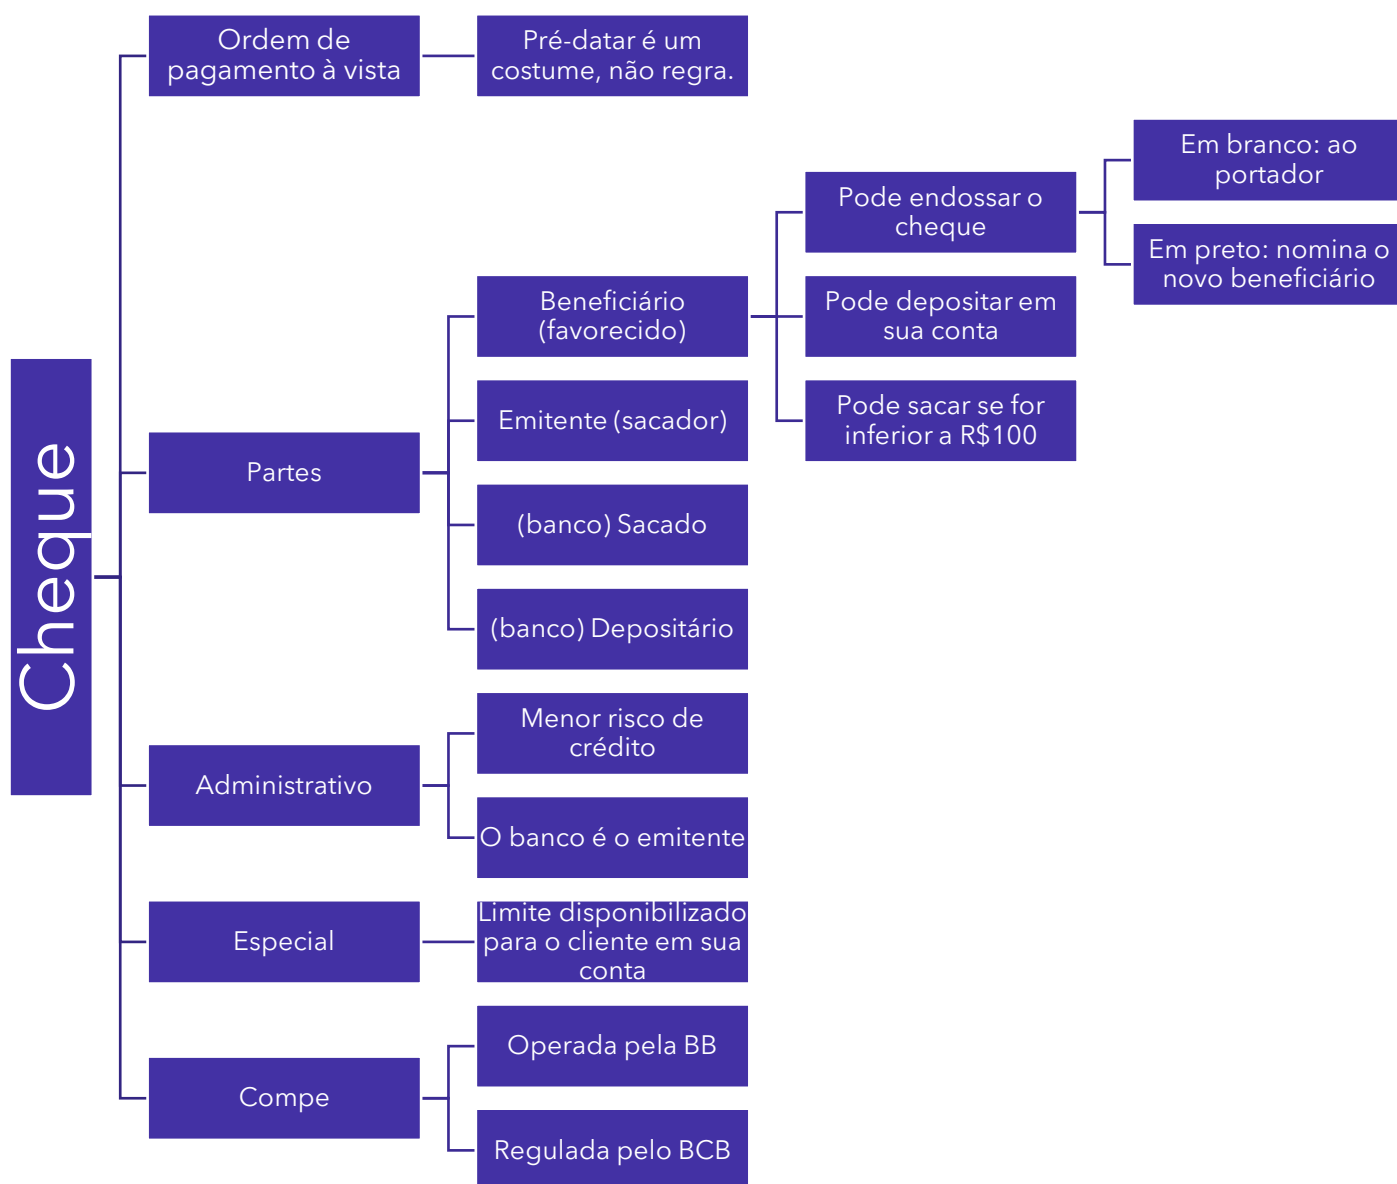 Cheque
Ordem de
pagamento à vista
Pré-datar é um
costume, não regra.
Partes
Beneficiário
(favorecido)
Pode endossar o
cheque
Em branco: ao
portador
Em preto: nomina o
novo beneficiário
Pode depositar em
sua conta
Pode sacar se for
inferior a R$100
Emitente (sacador)
(banco) Sacado
(banco) Depositário
Administrativo
Menor risco de
crédito
O banco é o emitente
Especial
Limite disponibilizado
para o cliente em sua
conta
Compe
Operada pela BB
Regulada pelo BCB